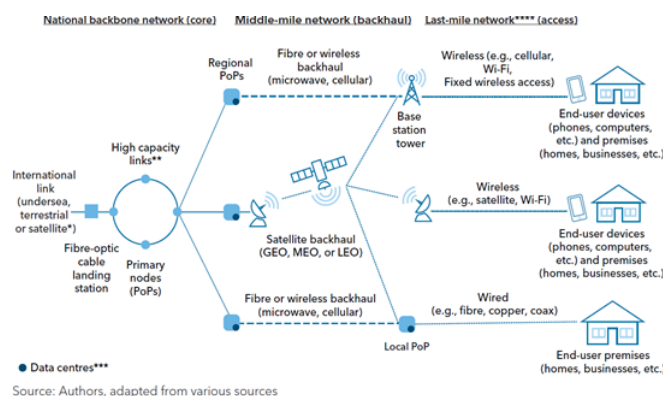 National backbone network (core)
Middle-mile network (backhaul)
Last-mile network**** (access)
Regional
PoPs
Fibre or wireless
backhaul
(microwave, cellular)
Wireless (e.g., cellular,
Wi-Fi,
Fixed wireless access)
Base
station
tower
End-user devices
(phones, computers,
etc.) and premises
(homes, businesses, etc.)
High capacity
links**
International
link
(undersea,
terrestrial
or satellite*)
Fibre-optic
cable
landing
station
Primary
nodes
(PoPs)
Satellite backhaul
(GEO, MEO, or LEO)
Wireless
(e.g., satellite, Wi-Fi)
End-user devices
(phones, computers,
etc.) and premises
(homes, businesses, etc.)
Fibre or wireless backhaul
(microwave, cellular)
Local PoP
Wired
(e.g., fibre, copper, coax)
End-user premises
(homes, businesses, etc.)
Data centres***
Source: Authors, adapted from various sources